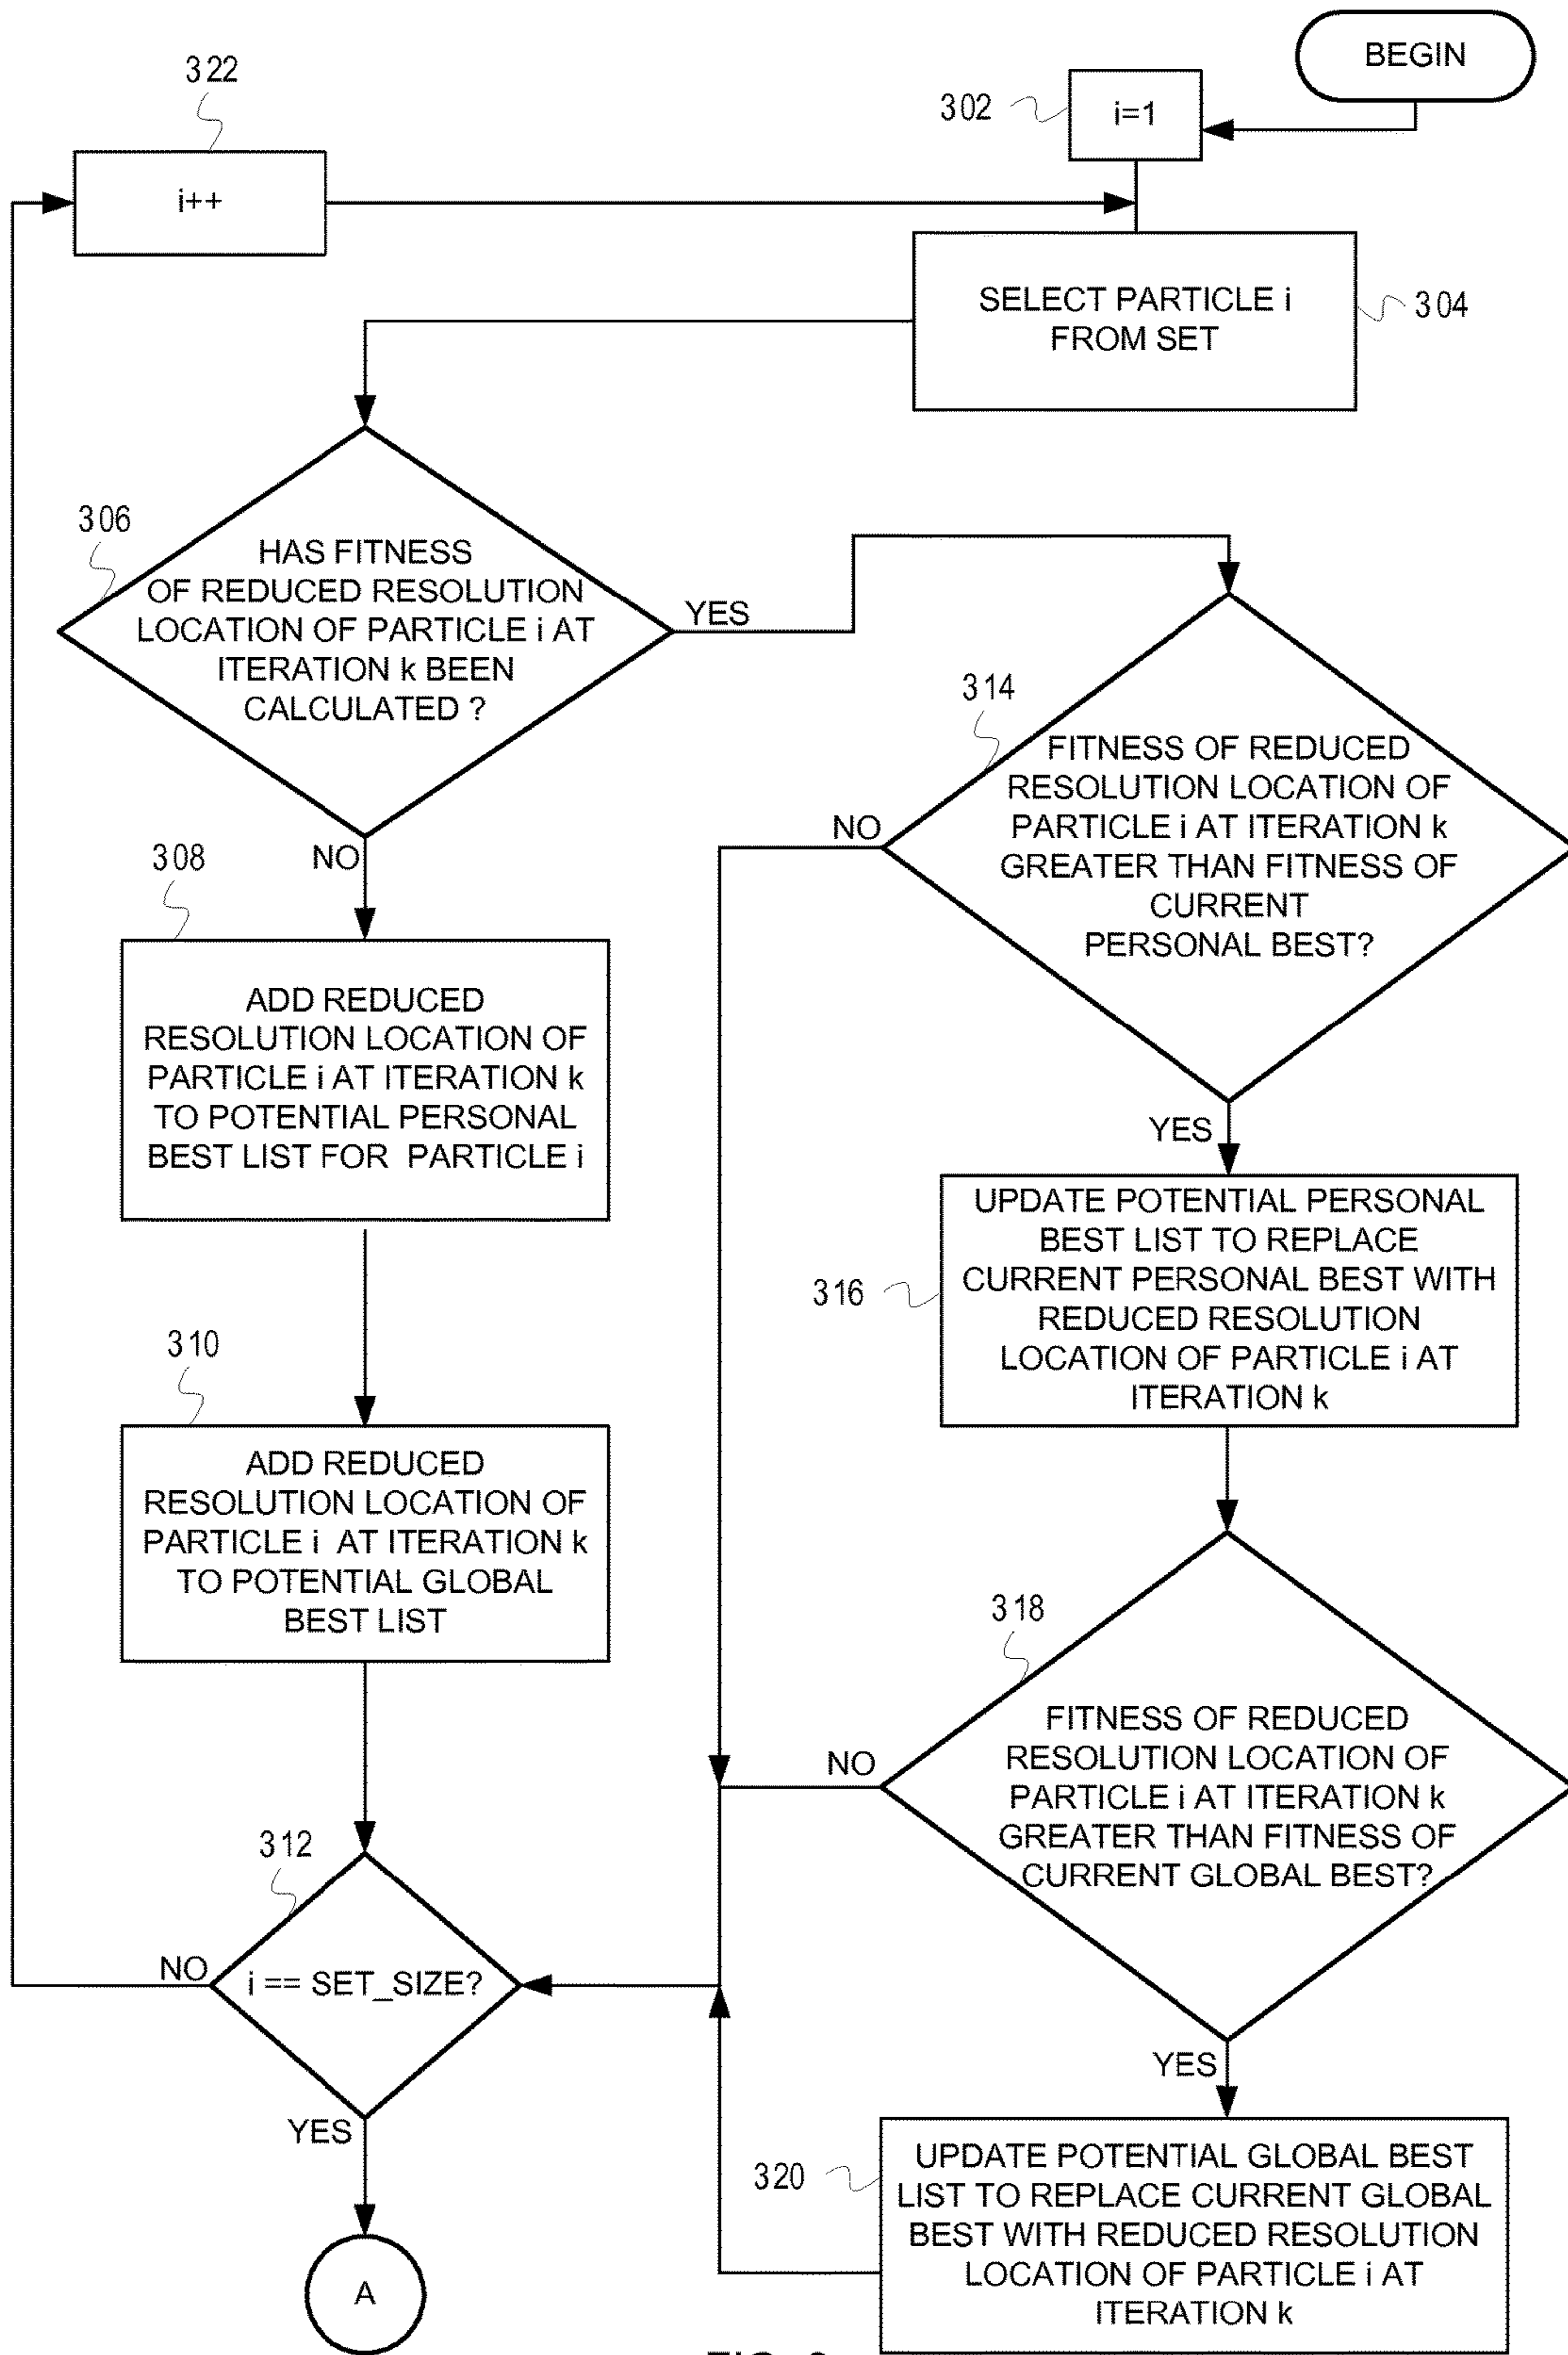 BEGIN
322
302
i=1
i++
SELECT PARTICLE i
FROM SET
304
306
HAS FITNESS
OF REDUCED RESOLUTION
LOCATION OF PARTICLE i AT
ITERATION k BEEN
CALCULATED ?
YES
NO
314
FITNESS OF REDUCED
RESOLUTION LOCATION OF
PARTICLE i AT ITERATION k
GREATER THAN FITNESS OF
CURRENT
PERSONAL BEST?
NO
YES
308
ADD REDUCED
RESOLUTION LOCATION OF
PARTICLE i AT ITERATION k
TO POTENTIAL PERSONAL
BEST LIST FOR PARTICLE i
316
UPDATE POTENTIAL PERSONAL
BEST LIST TO REPLACE
CURRENT PERSONAL BEST WITH
REDUCED RESOLUTION
LOCATION OF PARTICLE i AT
ITERATION k
310
ADD REDUCED
RESOLUTION LOCATION OF
PARTICLE i AT ITERATION k
TO POTENTIAL GLOBAL
BEST LIST
318
FITNESS OF REDUCED
RESOLUTION LOCATION OF
PARTICLE i AT ITERATION k
GREATER THAN FITNESS OF
CURRENT GLOBAL BEST?
NO
YES
312
i == SET_SIZE?
NO
YES
320
UPDATE POTENTIAL GLOBAL BEST
LIST TO REPLACE CURRENT GLOBAL
BEST WITH REDUCED RESOLUTION
LOCATION OF PARTICLE i AT
ITERATION k
A